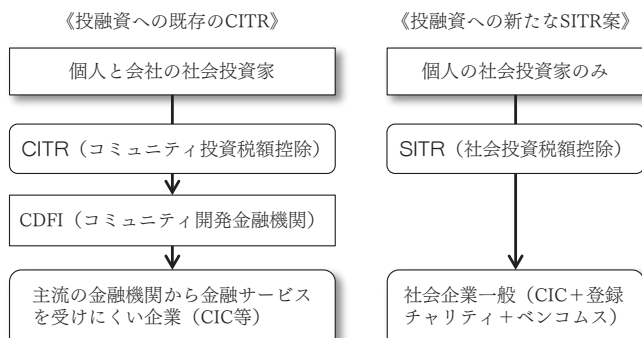 《投融資への既存のCITR》
個人と会社の社会投資家
CITR（コミュニティ投資税額控除）
CDFI（コミュニティ開発金融機関）
主流の金融機関から金融サービス
を受けにくい企業（CIC等）
《投融資への新たなSITR案》
個人の社会投資家のみ
SITR（社会投資税額控除）
社会企業一般（CIC＋登録
チャリティ＋ベンコムス）